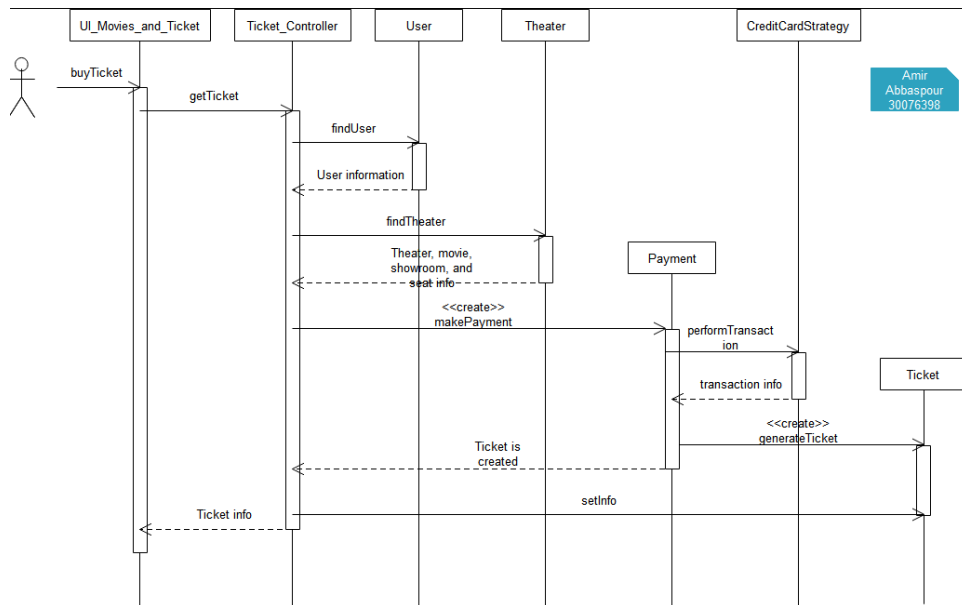 UI_Movies_and_Ticket
Ticket_Controller
User
Theater
CreditCardStrategy
Amir
Abbaspour
30076398
buyTicket
getTicket
findUser
User information
findTheater
Theater, movie,
showroom, and
seat info
Payment
<<create>>
makePayment
performTransact
ion
Ticket
transaction info
<<create>>
generateTicket
Ticket is
created
setInfo
Ticket info